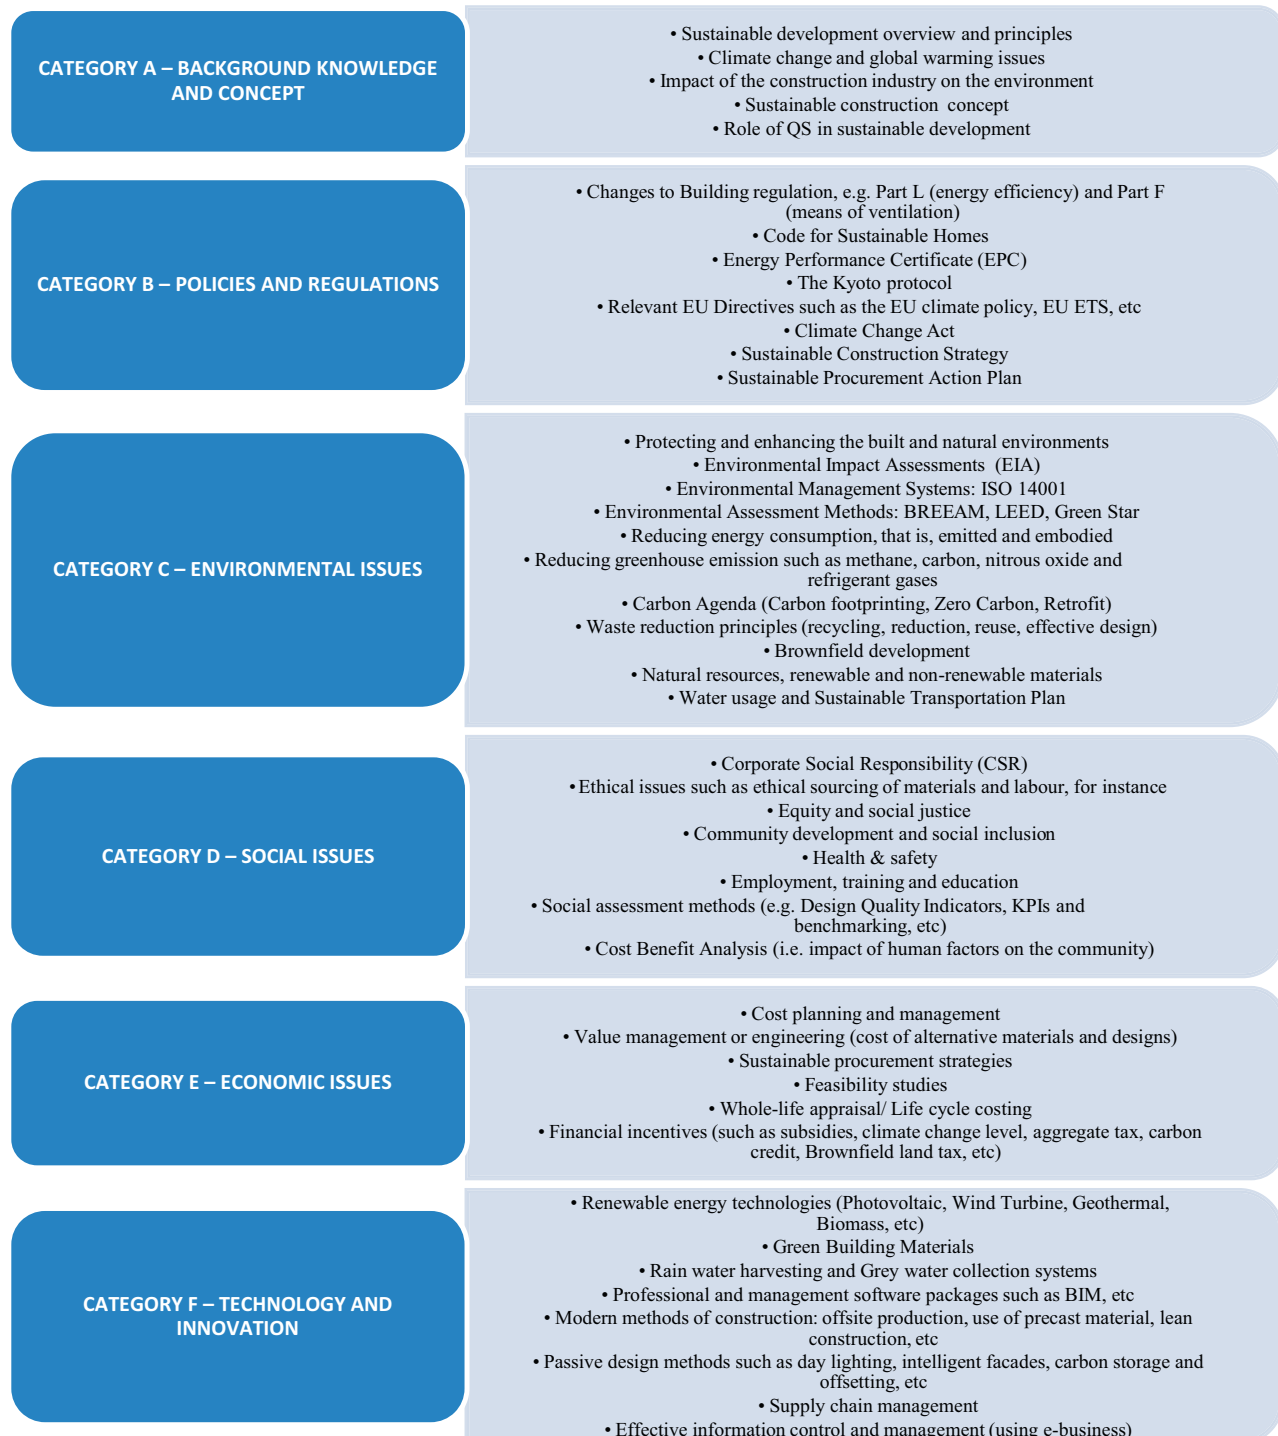 CATEGORY A – BACKGROUND KNOWLEDGE
AND CONCEPT
• Sustainable development overview and principles
• Climate change and global warming issues
• Impact of the construction industry on the environment
• Sustainable construction concept
• Role of QS in sustainable development
CATEGORY B – POLICIES AND REGULATIONS
• Changes to Building regulation, e.g. Part L (energy efficiency) and Part F
(means of ventilation)
• Code for Sustainable Homes
• Energy Performance Certificate (EPC)
• The Kyoto protocol
• Relevant EU Directives such as the EU climate policy, EU ETS, etc
• Climate Change Act
• Sustainable Construction Strategy
• Sustainable Procurement Action Plan
CATEGORY C – ENVIRONMENTAL ISSUES
• Protecting and enhancing the built and natural environments
• Environmental Impact Assessments (EIA)
• Environmental Management Systems: ISO 14001
• Environmental Assessment Methods: BREEAM, LEED, Green Star
• Reducing energy consumption, that is, emitted and embodied
• Reducing greenhouse emission such as methane, carbon, nitrous oxide and
refrigerant gases
• Carbon Agenda (Carbon footprinting, Zero Carbon, Retrofit)
• Waste reduction principles (recycling, reduction, reuse, effective design)
• Brownfield development
• Natural resources, renewable and non-renewable materials
• Water usage and Sustainable Transportation Plan
CATEGORY D – SOCIAL ISSUES
• Corporate Social Responsibility (CSR)
• Ethical issues such as ethical sourcing of materials and labour, for instance
• Equity and social justice
• Community development and social inclusion
• Health & safety
• Employment, training and education
• Social assessment methods (e.g. Design Quality Indicators, KPIs and
benchmarking, etc)
• Cost Benefit Analysis (i.e. impact of human factors on the community)
CATEGORY E – ECONOMIC ISSUES
• Cost planning and management
• Value management or engineering (cost of alternative materials and designs)
• Sustainable procurement strategies
• Feasibility studies
• Whole-life appraisal/ Life cycle costing
• Financial incentives (such as subsidies, climate change level, aggregate tax, carbon
credit, Brownfield land tax, etc)
CATEGORY F – TECHNOLOGY AND
INNOVATION
• Renewable energy technologies (Photovoltaic, Wind Turbine, Geothermal,
Biomass, etc)
• Green Building Materials
• Rain water harvesting and Grey water collection systems
• Professional and management software packages such as BIM, etc
• Modern methods of construction: offsite production, use of precast material, lean
construction, etc
• Passive design methods such as day lighting, intelligent facades, carbon storage and
offsetting, etc
• Supply chain management
• Effective information control and management (using e-business)